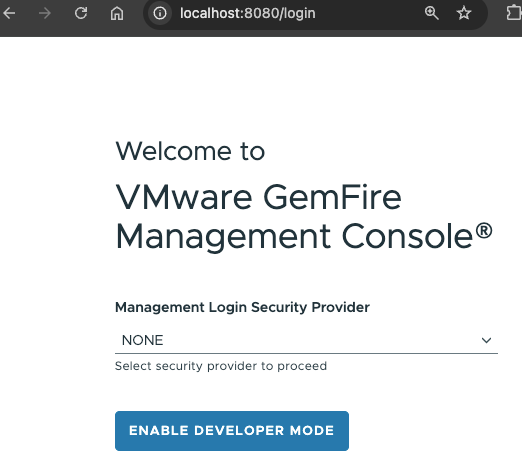 localhost:8080/login
Welcome to
VMware GemFire
Management Console®
Management Login Security Provider
NONE
Select security provider to proceed
ENABLE DEVELOPER MODE